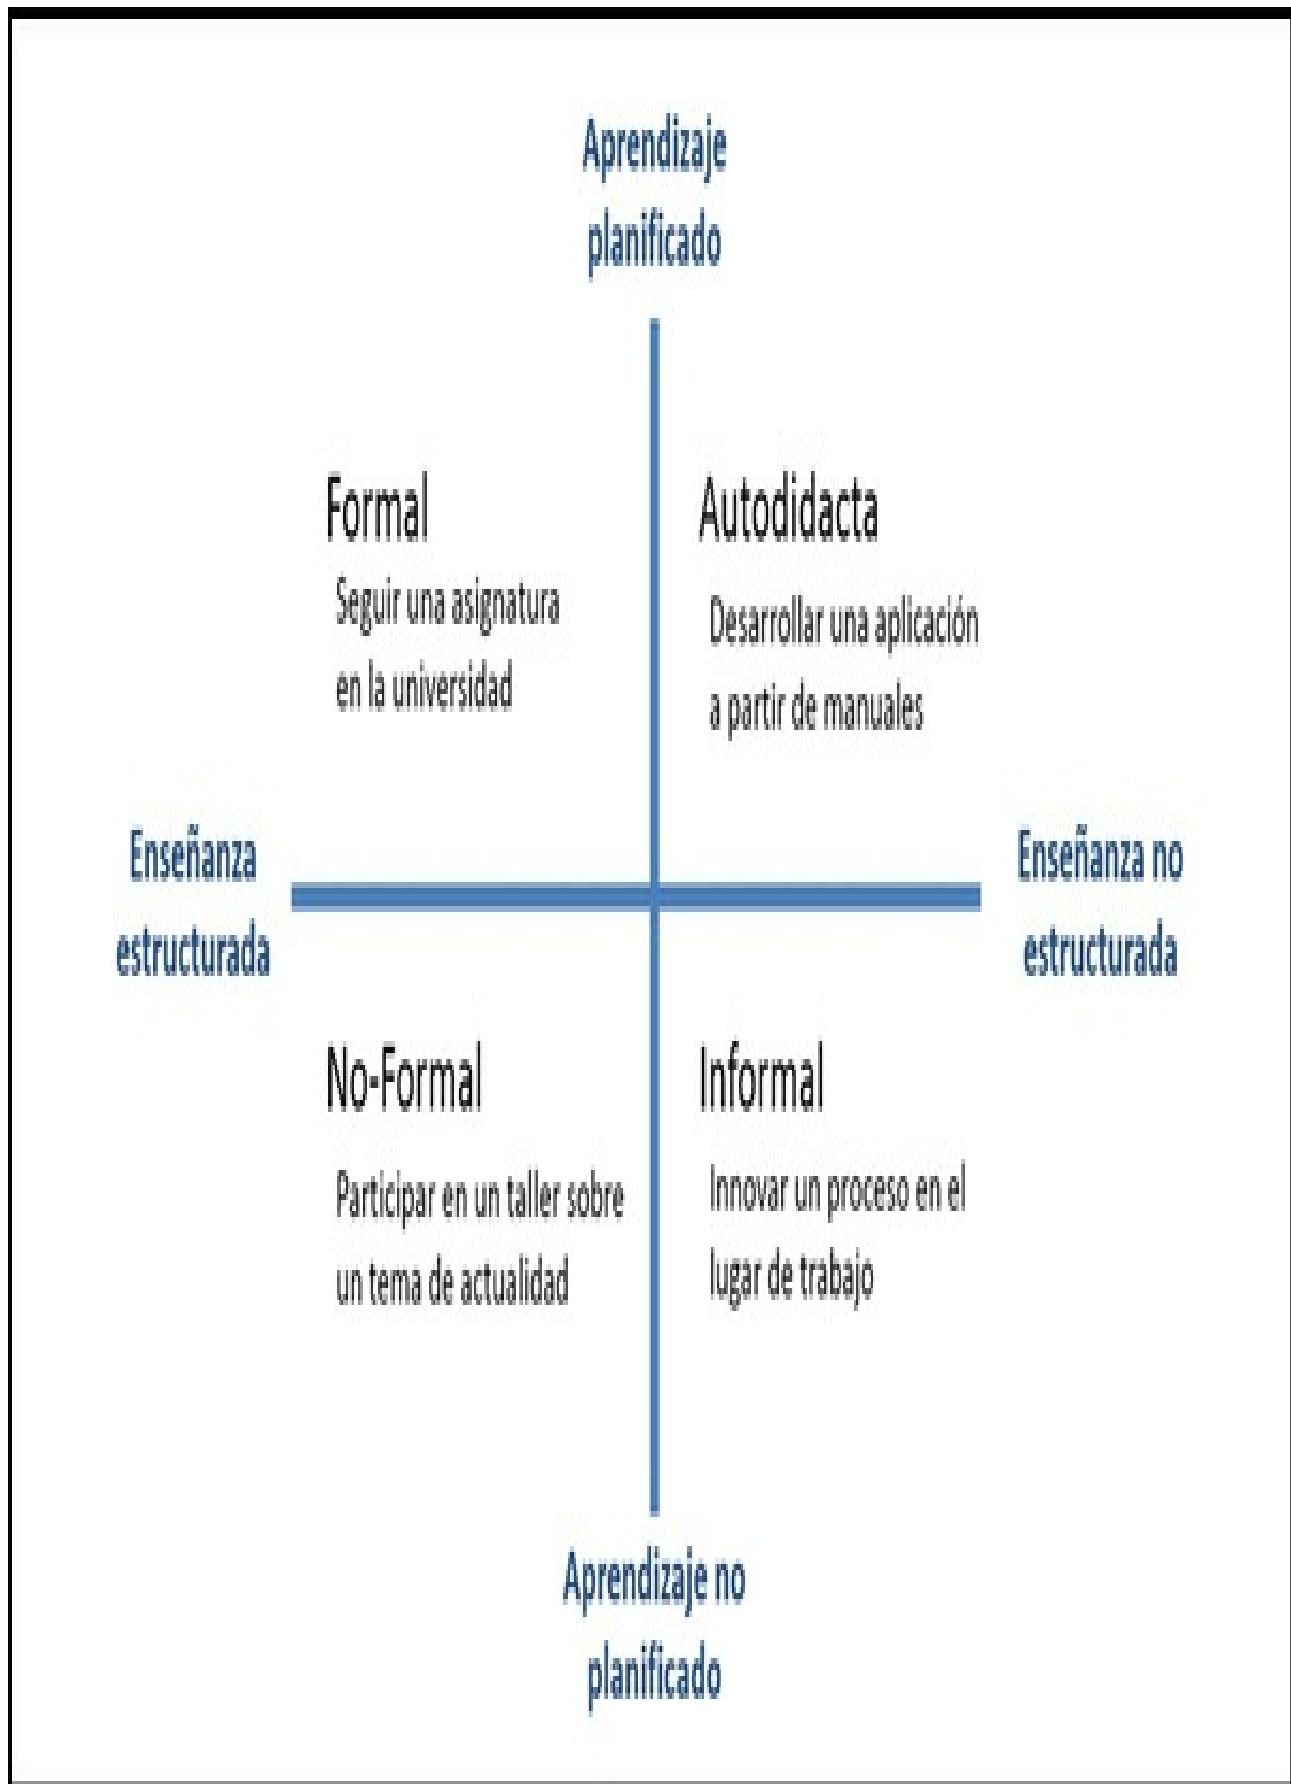 Aprendizaje
planificado
Formal
Seguir una asignatura
en la universidad
Autodidacta
Desarrollar una aplicación
a partir de manuales
Enseñanza
estructurada
Enseñanza no
estructurada
No-Formal
Participar en un taller sobre
un tema de actualidad
Informal
Innovar un proceso en el
lugar de trabajo
Aprendizaje no
planificado